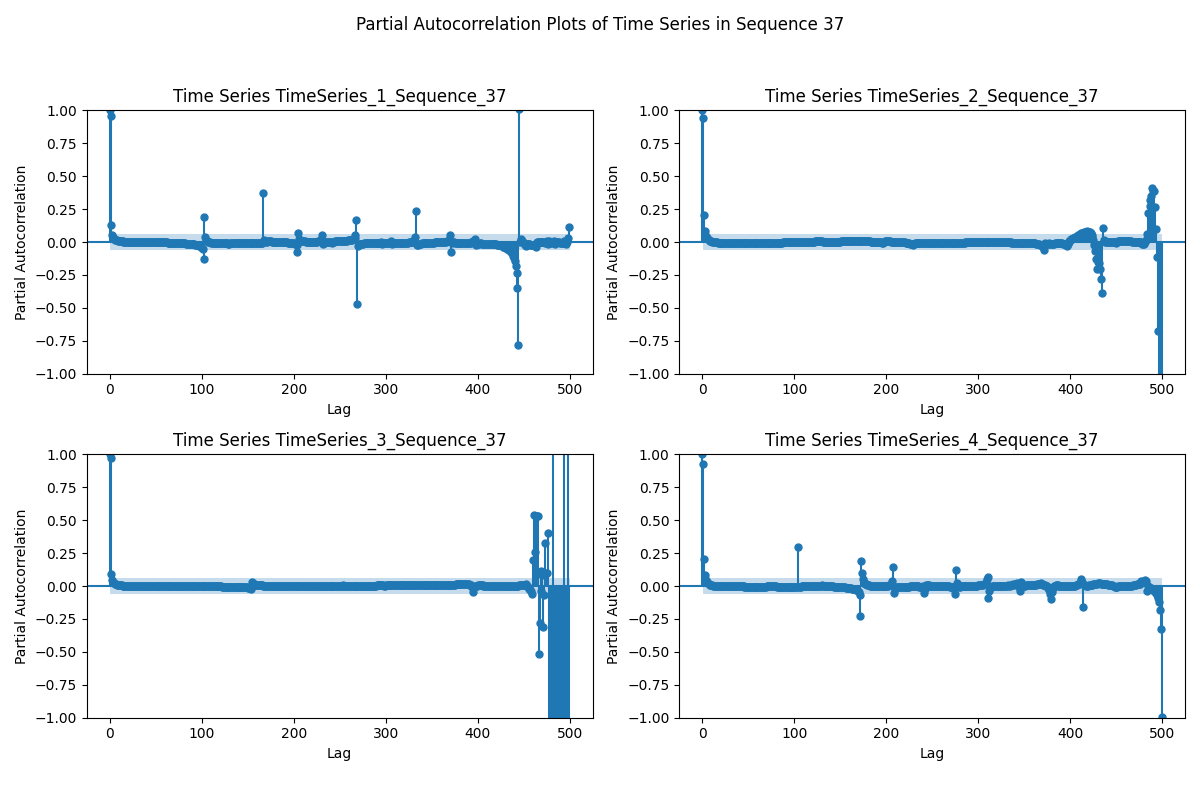 Partial Autocorrelation Plots of Time Series in Sequence 37
Time Series TimeSeries_1_Sequence_37
Partial Autocorrelation
1.00
0.75
0.50
0.25
0.00
−0.25
−0.50
−0.75
−1.00
0 100 200 300 400 500
Lag
Time Series TimeSeries_2_Sequence_37
Partial Autocorrelation
1.00
0.75
0.50
0.25
0.00
−0.25
−0.50
−0.75
−1.00
0 100 200 300 400 500
Lag
Time Series TimeSeries_3_Sequence_37
Partial Autocorrelation
1.00
0.75
0.50
0.25
0.00
−0.25
−0.50
−0.75
−1.00
0 100 200 300 400 500
Lag
Time Series TimeSeries_4_Sequence_37
Partial Autocorrelation
1.00
0.75
0.50
0.25
0.00
−0.25
−0.50
−0.75
−1.00
0 100 200 300 400 500
Lag